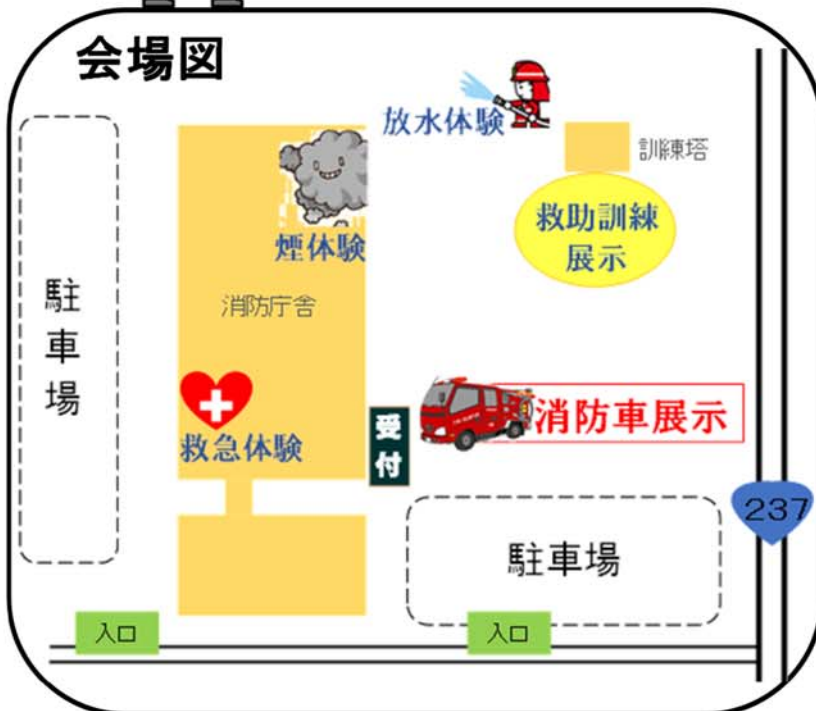 会場図
放水体験
訓練塔
救助訓練
展示
煙体験
消防庁舎
駐車場
救急体験
受付
消防車展示
237
駐車場
入口
入口